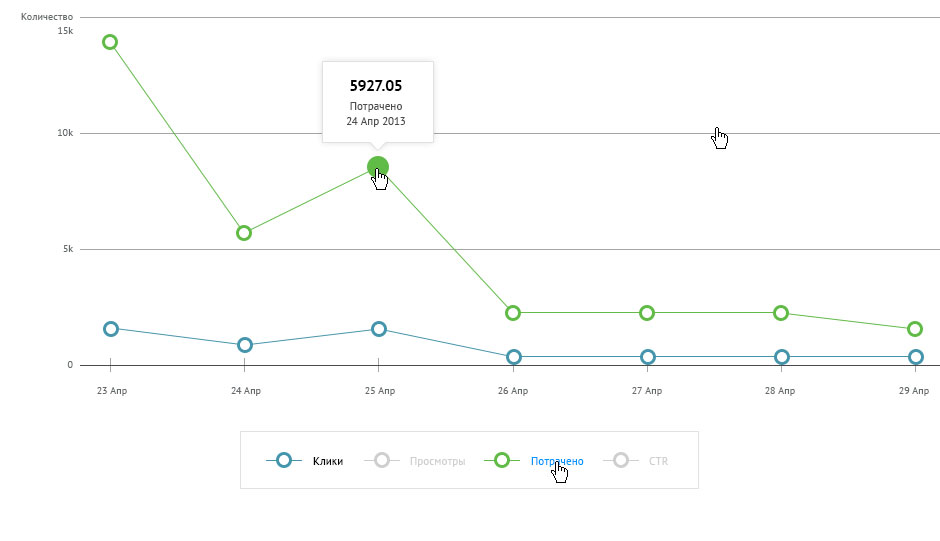 Количество
15k
5927.05
Потрачено
24 Апр 2013
10k
5k
0
23 Апр 24 Апр 25 Апр 26 Апр 27 Апр 28 Апр 29 Апр
Клики Просмотры Потрачено CTR